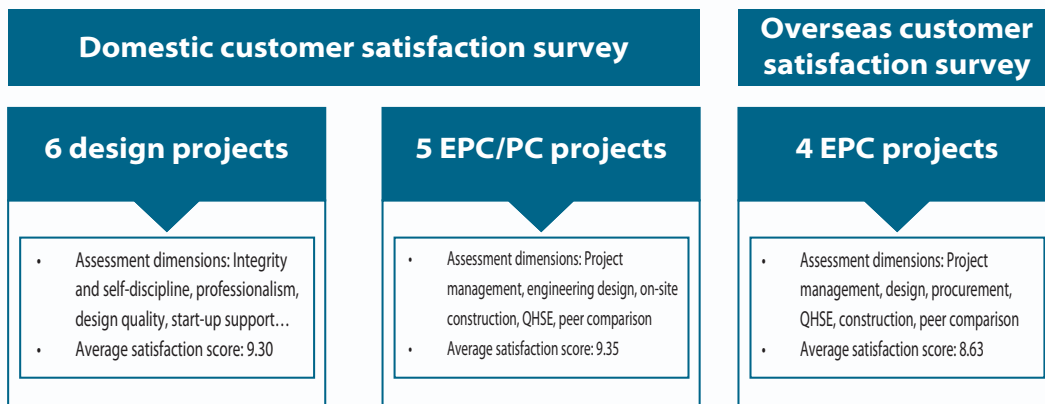 Domestic customer satisfaction survey
Overseas customer
satisfaction survey
6 design projects
• Assessment dimensions: Integrity
and self-discipline, professionalism,
design quality, start-up support…
• Average satisfaction score: 9.30
5 EPC/PC projects
• Assessment dimensions: Project
management, engineering design, on-site
construction, QHSE, peer comparison
• Average satisfaction score: 9.35
4 EPC projects
• Assessment dimensions: Project
management, design, procurement,
QHSE, construction, peer comparison
• Average satisfaction score: 8.63